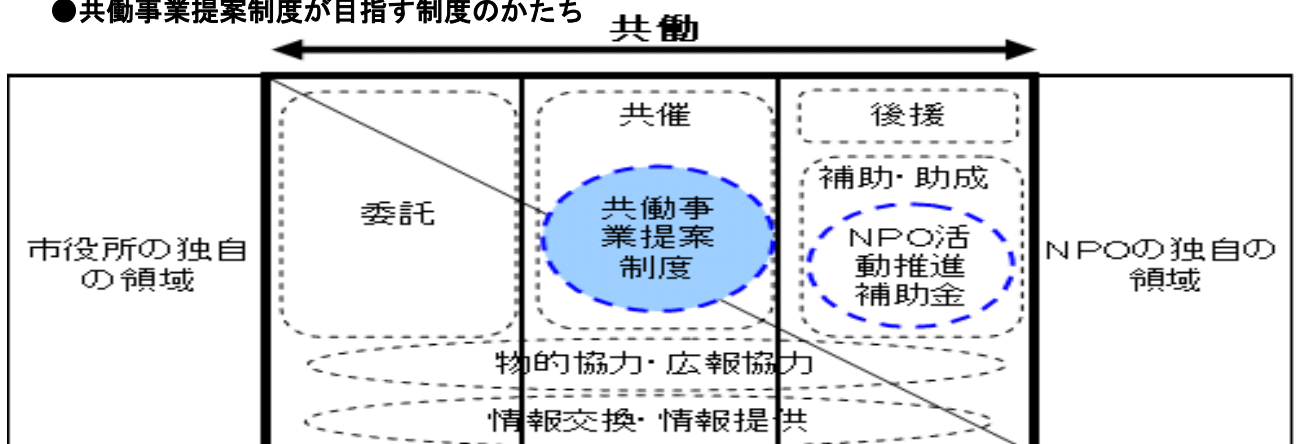 ●共働事業提案制度が目指す制度のかたち
共働
市役所の独自
の領域
委託
共催
共働事
業提案
制度
後援
補助・助成
NPO活
動推進
補助金
NPOの独自の
領域
物的協力・広報協力
情報交換・情報提供